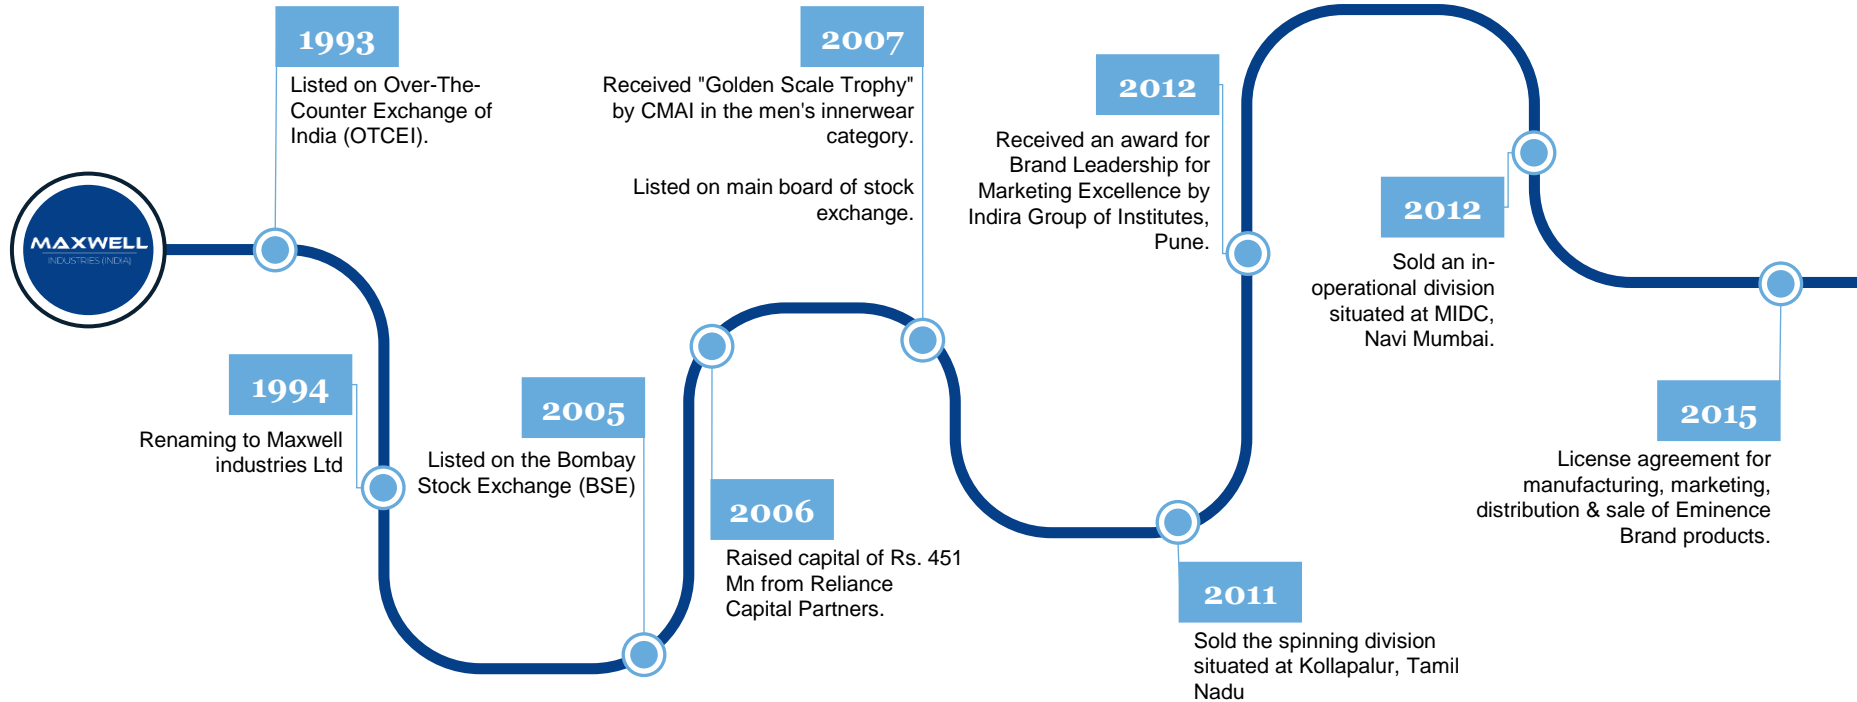 MAXWELL
INDUSTRIES (INDIA)
1993
Listed on Over-The-
Counter Exchange of
India (OTCEI).
1994
Renaming to Maxwell
industries Ltd
2005
Listed on the Bombay
Stock Exchange (BSE)
2006
Raised capital of Rs. 451
Mn from Reliance
Capital Partners.
2007
Received "Golden Scale Trophy"
by CMAI in the men's innerwear
category.
Listed on main board of stock
exchange.
2011
Sold the spinning division
situated at Kollapalur, Tamil
Nadu
2012
Received an award for
Brand Leadership for
Marketing Excellence by
Indira Group of Institutes,
Pune.
2012
Sold an in-
operational division
situated at MIDC,
Navi Mumbai.
2015
License agreement for
manufacturing, marketing,
distribution & sale of Eminence
Brand products.